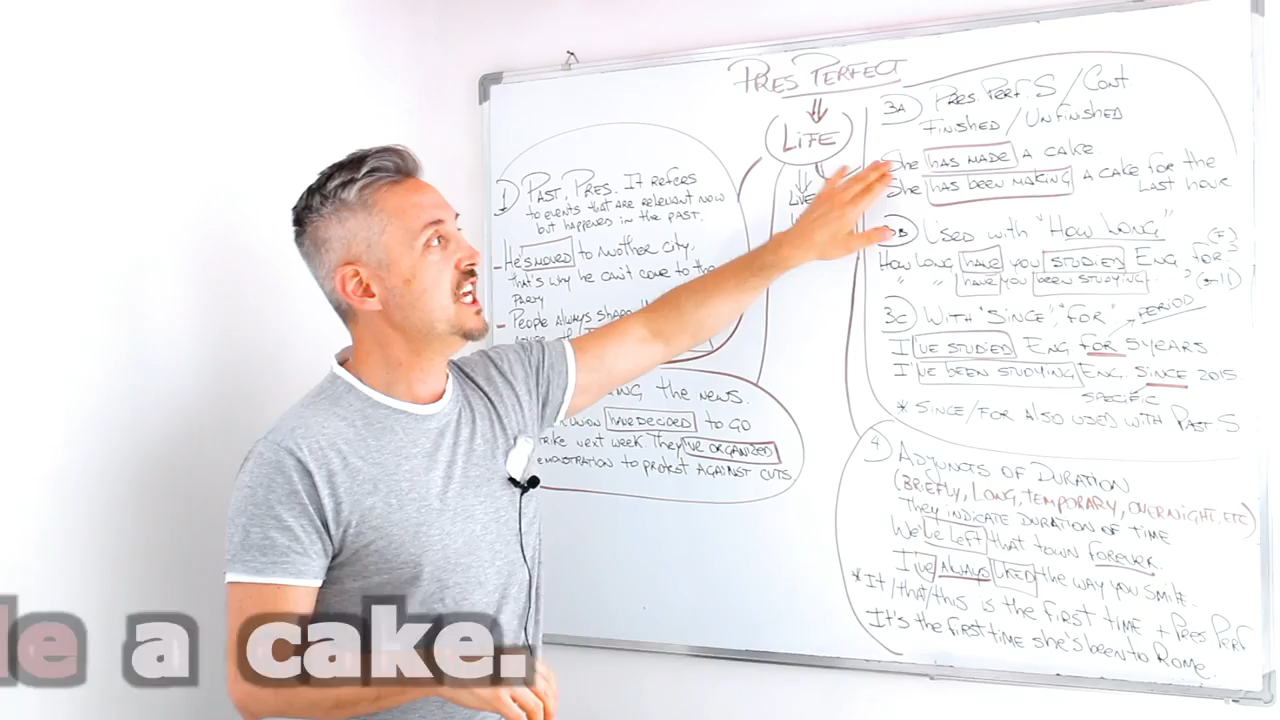 PRES PERFECT
LIFE
LIVE
1) PAST, PRES. IT REFERS
to EVENTS tHAt ARE RELEVANt NOW
but HAPPENED IN tHE PAST.
- HE'S MOVED to ANOtHER city,
tHAt'S WHY HE CAN't COME to tHE
PARty
- PEOPLE ALWAYS
THE NEWS.
UNION HAVE DECIDED to GO
NEXt WEEK. THEY'VE ORGANIZED
to PROTESt AGAINST CUTS.
3A PRES. PERF. S / CONt
FINISHED / UNFINISHED
She HAS MADE A CAKE
She HAS BEEN MAKING A CAKE for the
LAST HOUR
USED with "HOW LONG"
(F)
HOW LONG HAVE YOU STUDIED ENG FOR?
" " HAVE YOU BEEN STUDYING
3C WITH "SINCE", "FOR" → PERIOD
I'VE STUDIED ENG FOR 5 YEARS
I'VE BEEN STUDYING ENG. SINCE 2015
SPECIFIC
* SINCE/FOR ALSO USED WITH PAST S
4 ADJUNCTS OF DURATION
(BRIEFLY, LONG, TEMPORARY, OVERNIGHT, ETC)
They INDICATE DURATION OF TIME
We've Left that town forever.
I'VE ALWAYS LIKED the WAY YOU SMILE.
* It/that/this is the first time + PRES PERF
It's the first time she's been to Rome.
a cake.